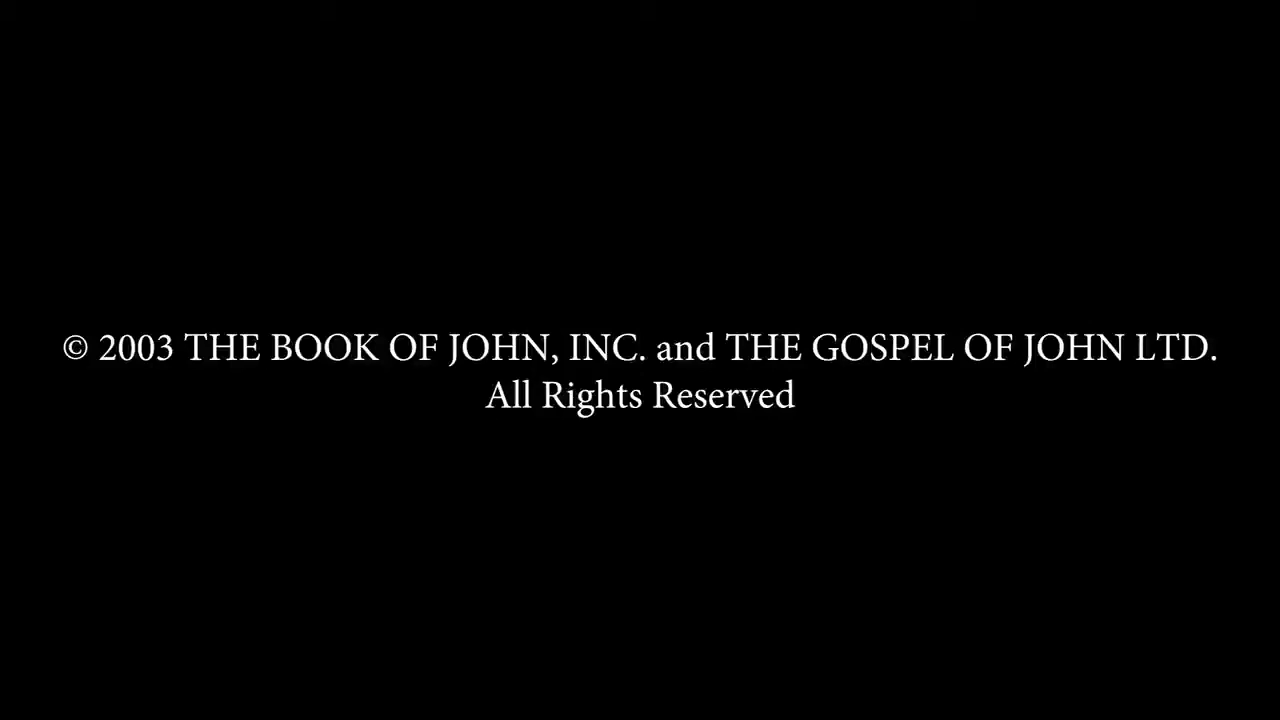 © 2003 THE BOOK OF JOHN, INC. and THE GOSPEL OF JOHN LTD.
All Rights Reserved